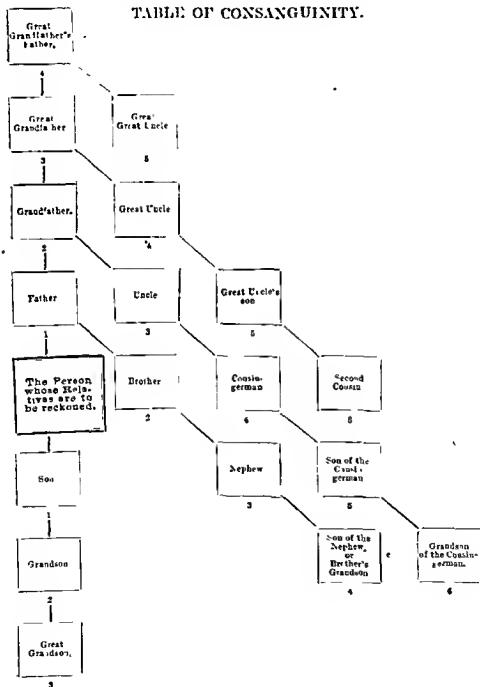 TABLE OF CONSANGUINITY.
Great
Grandfather's
Father.
4
Great
Grandfather
Great
Great Uncle
5
3
Grandfather.
Great Uncle
4
2
Father
Uncle
Great Uncle's
son
3
5
1
The Person
whose Rela-
tives are to
be reckoned.
Brother
Cousin-
german
Second
Cousin
2
4
6
Son
Nephew
Son of the
Cousin-
german
3
5
1
Grandson
Son of the
Nephew,
or
Brother's
Grandson
Grandson
of the Cousin-
german.
4
6
2
Great
Grandson.
3